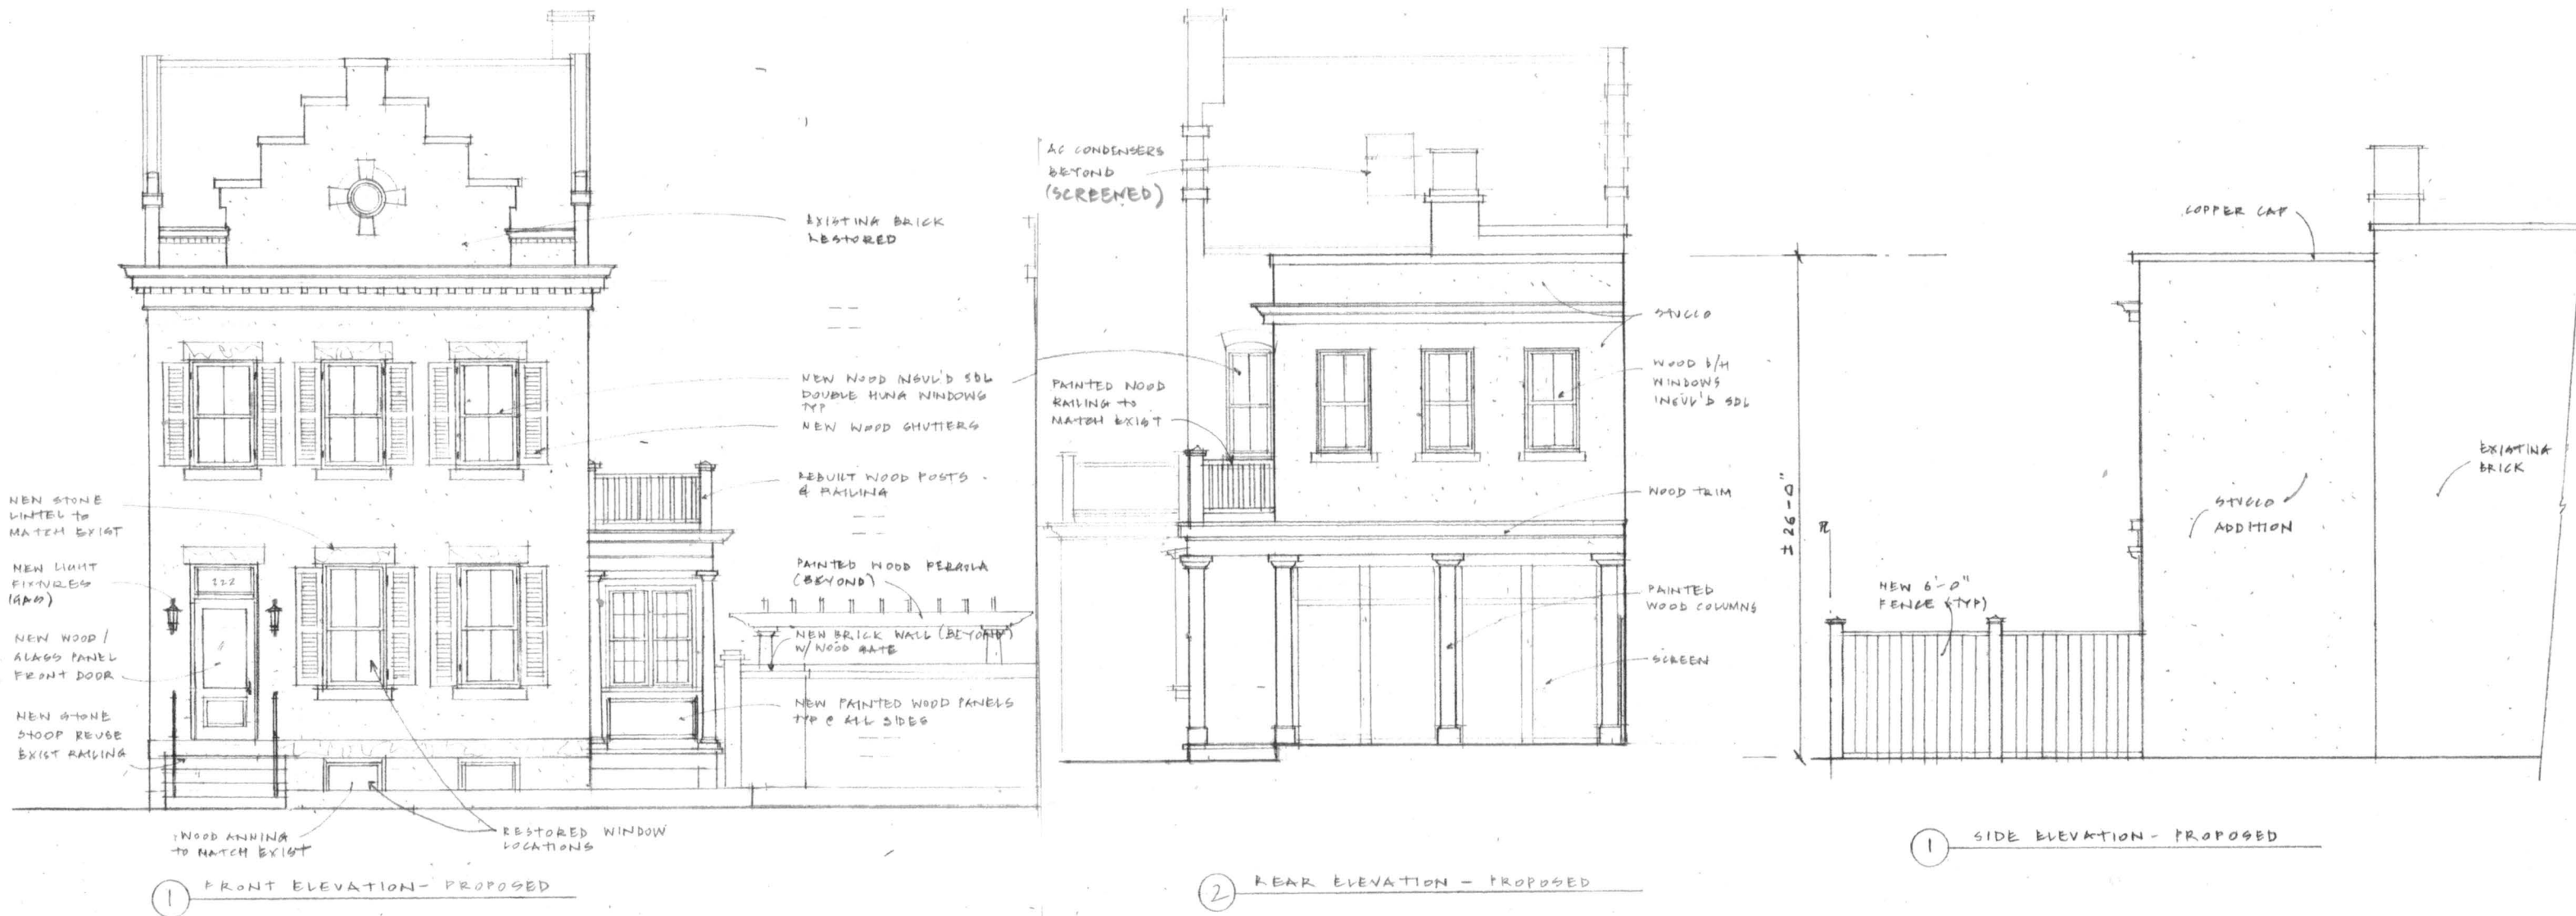 EXISTING BRICK
RESTORED
NEW WOOD INSUL'D SDL
DOUBLE HUNG WINDOWS
TYP
NEW WOOD SHUTTERS
REBUILT WOOD POSTS
& RAILING
PAINTED WOOD PERGOLA
(BEYOND)
NEW BRICK WALL (BEYOND)
W/ WOOD GATE
NEW PAINTED WOOD PANELS
TYP @ ALL SIDES
NEW STONE
LINTEL TO
MATCH EXIST
NEW LIGHT
FIXTURES
(GAS)
NEW WOOD /
GLASS PANEL
FRONT DOOR
NEW STONE
STOOP REUSE
EXIST RAILING
322
WOOD AWNING
TO MATCH EXIST
RESTORED WINDOW
LOCATIONS
1 FRONT ELEVATION - PROPOSED
AC CONDENSERS
BEYOND
(SCREENED)
PAINTED WOOD
RAILING TO
MATCH EXIST
STUCCO
WOOD D/H
WINDOWS
INSUL'D SDL
WOOD TRIM
PAINTED
WOOD COLUMNS
SCREEN
2 REAR ELEVATION - PROPOSED
COPPER CAP
± 26'-0"
PL
NEW 6'-0"
FENCE (TYP)
STUCCO
ADDITION
EXISTING
BRICK
1 SIDE ELEVATION - PROPOSED